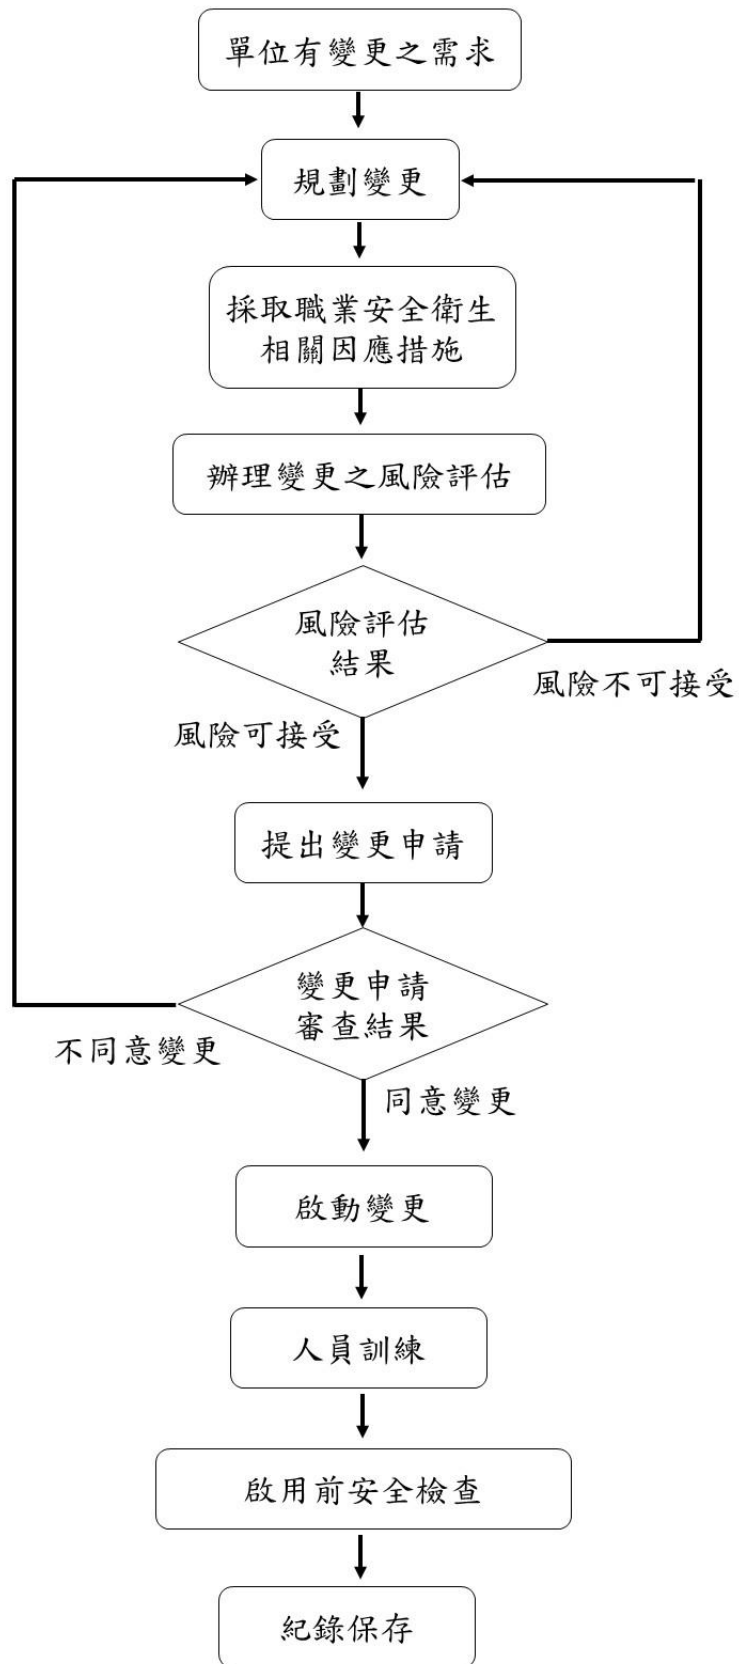 單位有變更之需求
規劃變更
採取職業安全衛生
相關因應措施
辦理變更之風險評估
風險評估
結果
風險不可接受
風險可接受
提出變更申請
變更申請
審查結果
不同意變更
同意變更
啟動變更
人員訓練
啟用前安全檢查
紀錄保存